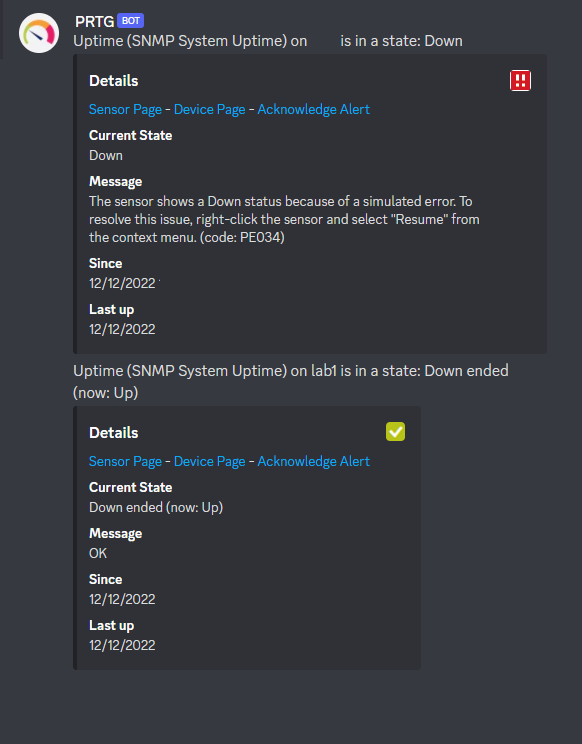 PRTG BOT
Uptime (SNMP System Uptime) on is in a state: Down
Details
Sensor Page - Device Page - Acknowledge Alert
Current State
Down
Message
The sensor shows a Down status because of a simulated error. To
resolve this issue, right-click the sensor and select "Resume" from
the context menu. (code: PE034)
Since
12/12/2022
Last up
12/12/2022
Uptime (SNMP System Uptime) on lab1 is in a state: Down ended
(now: Up)
Details
Sensor Page - Device Page - Acknowledge Alert
Current State
Down ended (now: Up)
Message
OK
Since
12/12/2022
Last up
12/12/2022